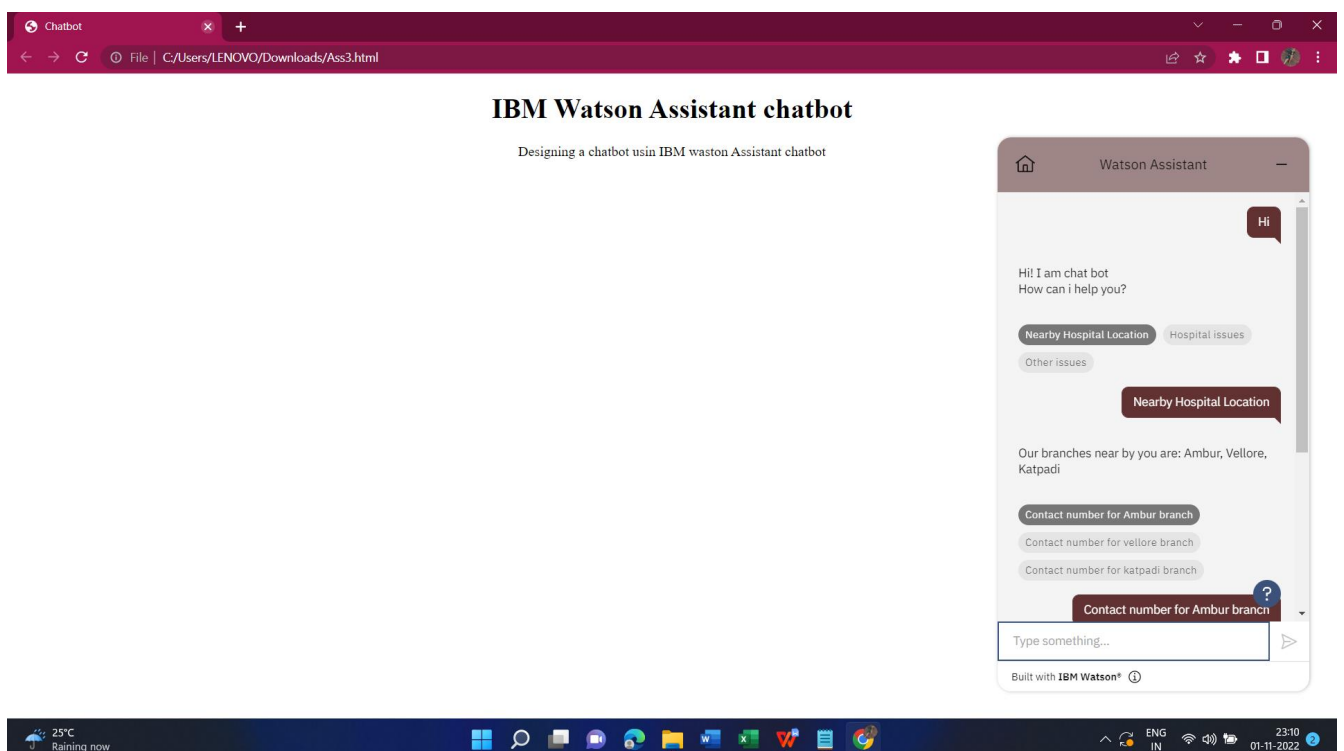 Chatbot
File | C:/Users/LENOVO/Downloads/Ass3.html
IBM Watson Assistant chatbot
Designing a chatbot usin IBM waston Assistant chatbot
Watson Assistant
Hi
Hi! I am chat bot
How can i help you?
Nearby Hospital Location
Hospital issues
Other issues
Nearby Hospital Location
Our branches near by you are: Ambur, Vellore,
Katpadi
Contact number for Ambur branch
Contact number for vellore branch
Contact number for katpadi branch
?
Contact number for Ambur branch
Type something...
Built with IBM Watson®
25°C
Raining now
ENG
IN
23:10
01-11-2022
2